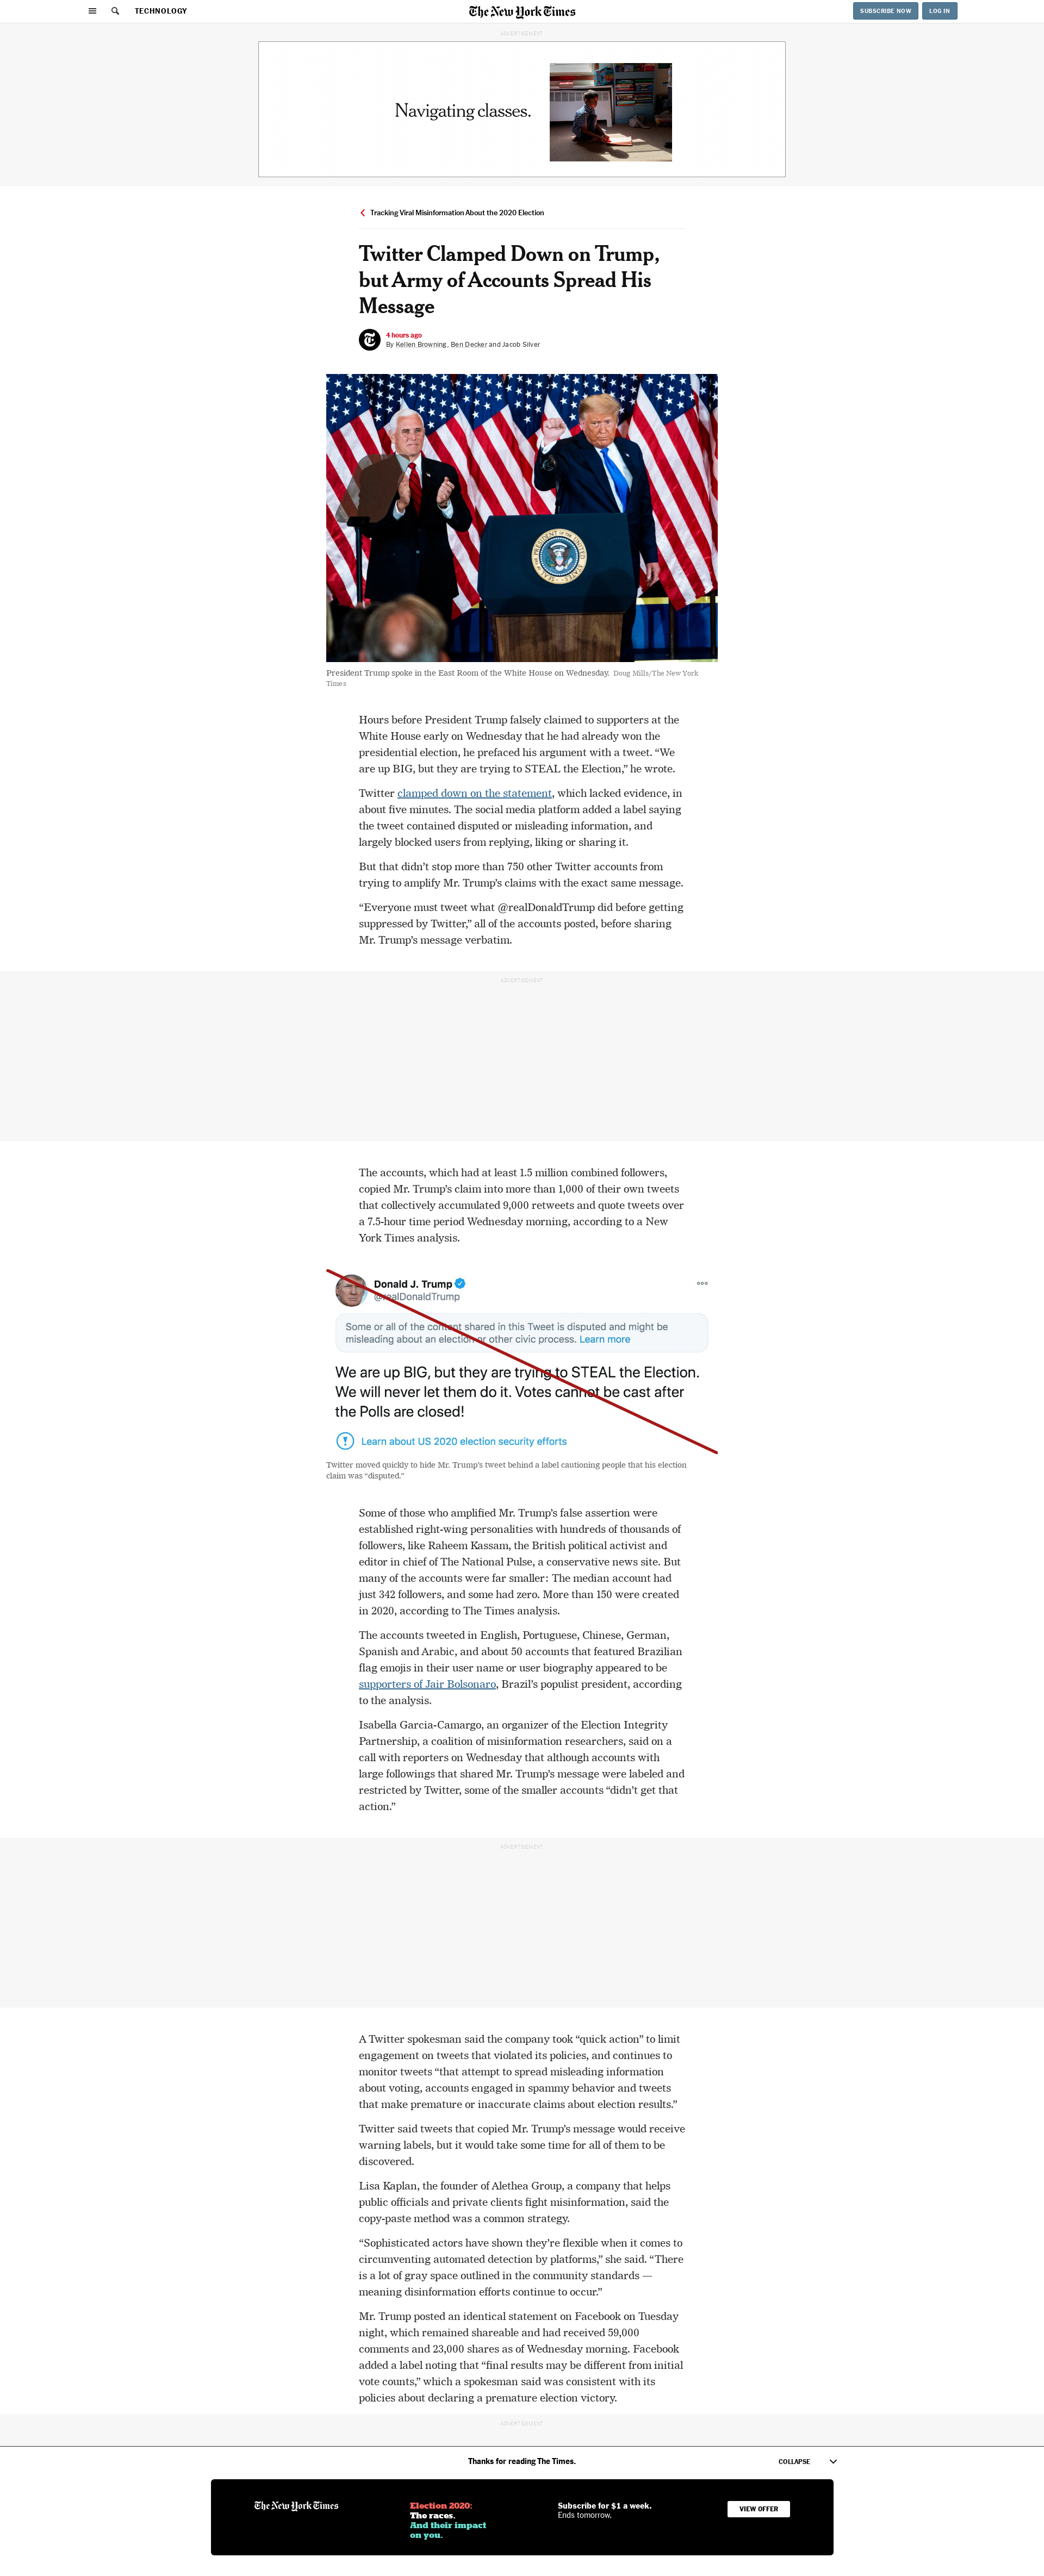 TECHNOLOGY
The New York Times
SUBSCRIBE NOW
LOG IN
ADVERTISEMENT
Navigating classes.
Tracking Viral Misinformation About the 2020 Election
Twitter Clamped Down on Trump,
but Army of Accounts Spread His
Message
4 hours ago
By Kellen Browning, Ben Decker and Jacob Silver
President Trump spoke in the East Room of the White House on Wednesday. Doug Mills/The New York
Times
Hours before President Trump falsely claimed to supporters at the
White House early on Wednesday that he had already won the
presidential election, he prefaced his argument with a tweet. “We
are up BIG, but they are trying to STEAL the Election,” he wrote.
Twitter clamped down on the statement, which lacked evidence, in
about five minutes. The social media platform added a label saying
the tweet contained disputed or misleading information, and
largely blocked users from replying, liking or sharing it.
But that didn’t stop more than 750 other Twitter accounts from
trying to amplify Mr. Trump’s claims with the exact same message.
“Everyone must tweet what @realDonaldTrump did before getting
suppressed by Twitter,” all of the accounts posted, before sharing
Mr. Trump’s message verbatim.
ADVERTISEMENT
The accounts, which had at least 1.5 million combined followers,
copied Mr. Trump’s claim into more than 1,000 of their own tweets
that collectively accumulated 9,000 retweets and quote tweets over
a 7.5-hour time period Wednesday morning, according to a New
York Times analysis.
Donald J. Trump
@realDonaldTrump
Some or all of the content shared in this Tweet is disputed and might be
misleading about an election or other civic process. Learn more
We are up BIG, but they are trying to STEAL the Election.
We will never let them do it. Votes cannot be cast after
the Polls are closed!
Learn about US 2020 election security efforts
Twitter moved quickly to hide Mr. Trump’s tweet behind a label cautioning people that his election
claim was “disputed.”
Some of those who amplified Mr. Trump’s false assertion were
established right-wing personalities with hundreds of thousands of
followers, like Raheem Kassam, the British political activist and
editor in chief of The National Pulse, a conservative news site. But
many of the accounts were far smaller: The median account had
just 342 followers, and some had zero. More than 150 were created
in 2020, according to The Times analysis.
The accounts tweeted in English, Portuguese, Chinese, German,
Spanish and Arabic, and about 50 accounts that featured Brazilian
flag emojis in their user name or user biography appeared to be
supporters of Jair Bolsonaro, Brazil’s populist president, according
to the analysis.
Isabella Garcia-Camargo, an organizer of the Election Integrity
Partnership, a coalition of misinformation researchers, said on a
call with reporters on Wednesday that although accounts with
large followings that shared Mr. Trump’s message were labeled and
restricted by Twitter, some of the smaller accounts “didn’t get that
action.”
ADVERTISEMENT
A Twitter spokesman said the company took “quick action” to limit
engagement on tweets that violated its policies, and continues to
monitor tweets “that attempt to spread misleading information
about voting, accounts engaged in spammy behavior and tweets
that make premature or inaccurate claims about election results.”
Twitter said tweets that copied Mr. Trump’s message would receive
warning labels, but it would take some time for all of them to be
discovered.
Lisa Kaplan, the founder of Alethea Group, a company that helps
public officials and private clients fight misinformation, said the
copy-paste method was a common strategy.
“Sophisticated actors have shown they’re flexible when it comes to
circumventing automated detection by platforms,” she said. “There
is a lot of gray space outlined in the community standards —
meaning disinformation efforts continue to occur.”
Mr. Trump posted an identical statement on Facebook on Tuesday
night, which remained shareable and had received 59,000
comments and 23,000 shares as of Wednesday morning. Facebook
added a label noting that “final results may be different from initial
vote counts,” which a spokesman said was consistent with its
policies about declaring a premature election victory.
ADVERTISEMENT
Thanks for reading The Times.
COLLAPSE
The New York Times
Election 2020:
The races.
And their impact
on you.
Subscribe for $1 a week.
Ends tomorrow.
VIEW OFFER